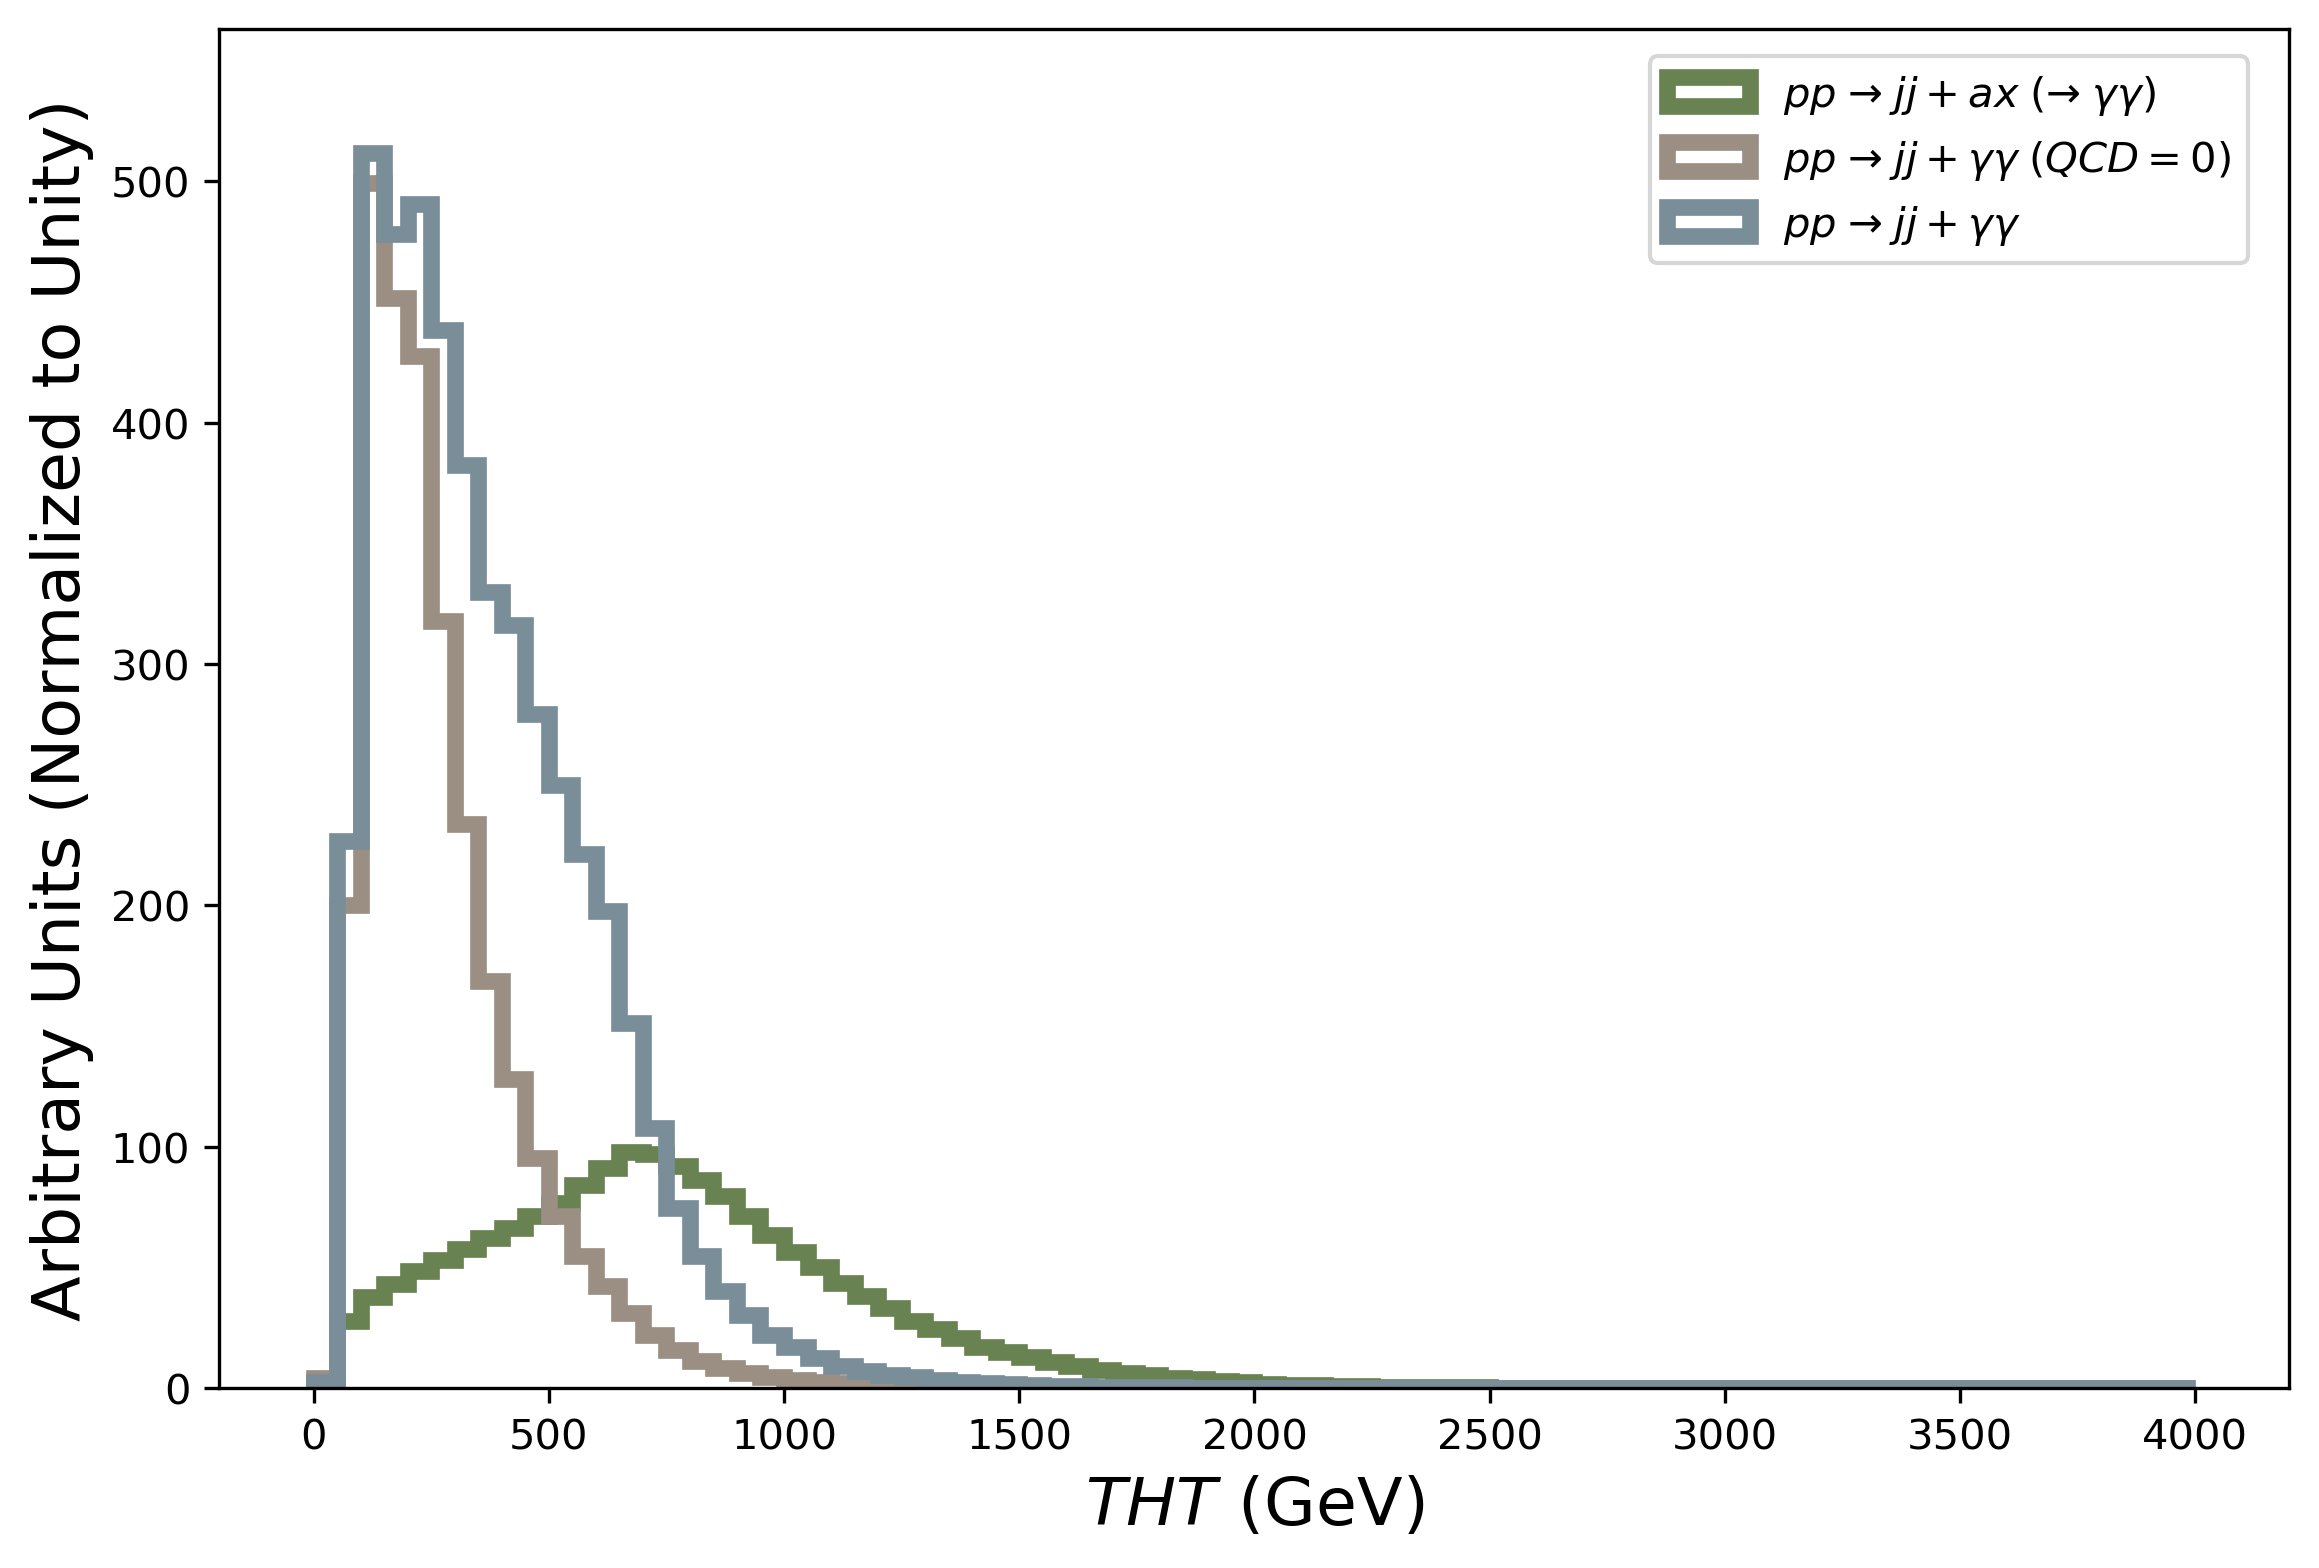 pp → jj + ax (→ γγ)
pp → jj + γγ (QCD = 0)
pp → jj + γγ
Arbitrary Units (Normalized to Unity)
500
400
300
200
100
0
0 500 1000 1500 2000 2500 3000 3500 4000
THT (GeV)